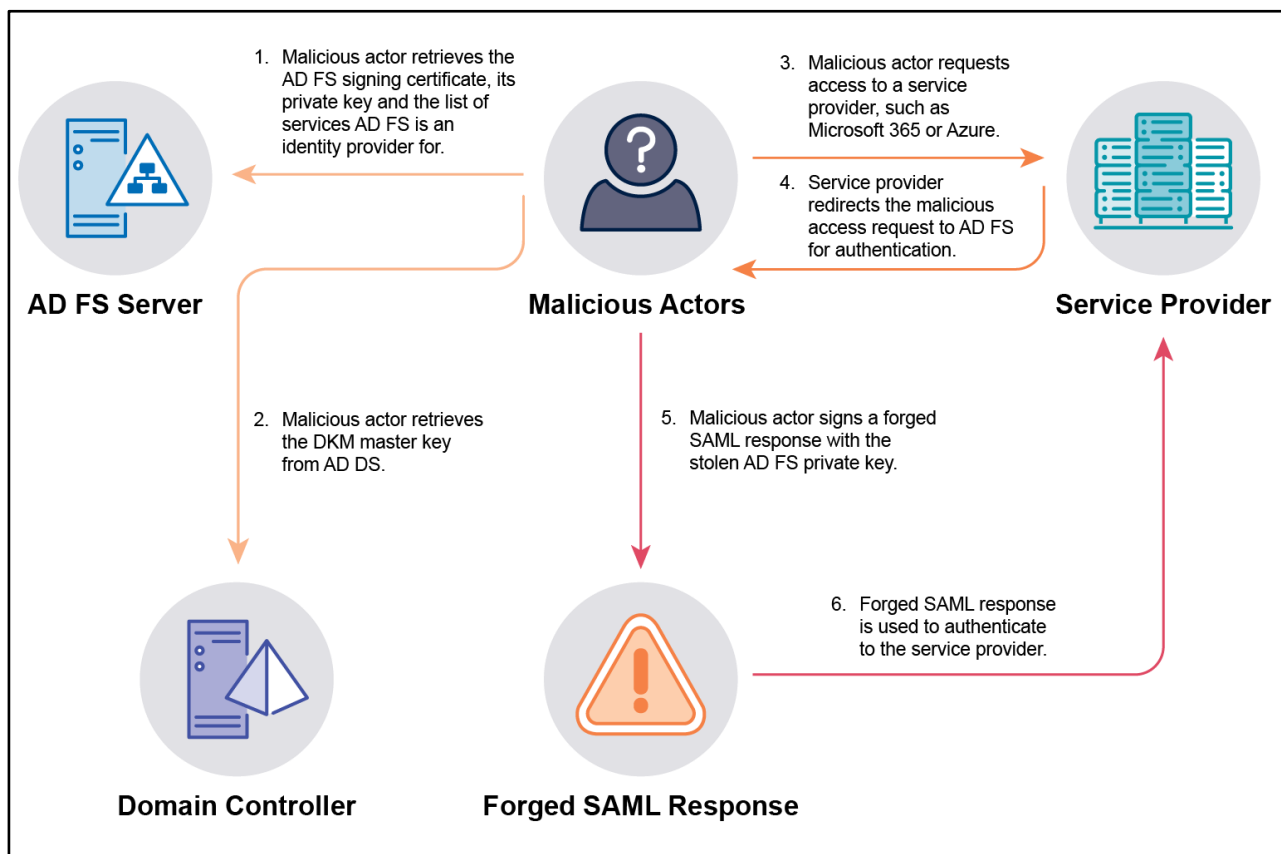 1. Malicious actor retrieves the
AD FS signing certificate, its
private key and the list of
services AD FS is an
identity provider for.
3. Malicious actor requests
access to a service
provider, such as
Microsoft 365 or Azure.
?
4. Service provider
redirects the malicious
access request to AD FS
for authentication.
AD FS Server
Malicious Actors
Service Provider
2. Malicious actor retrieves
the DKM master key
from AD DS.
5. Malicious actor signs a forged
SAML response with the
stolen AD FS private key.
6. Forged SAML response
is used to authenticate
to the service provider.
!
Domain Controller
Forged SAML Response